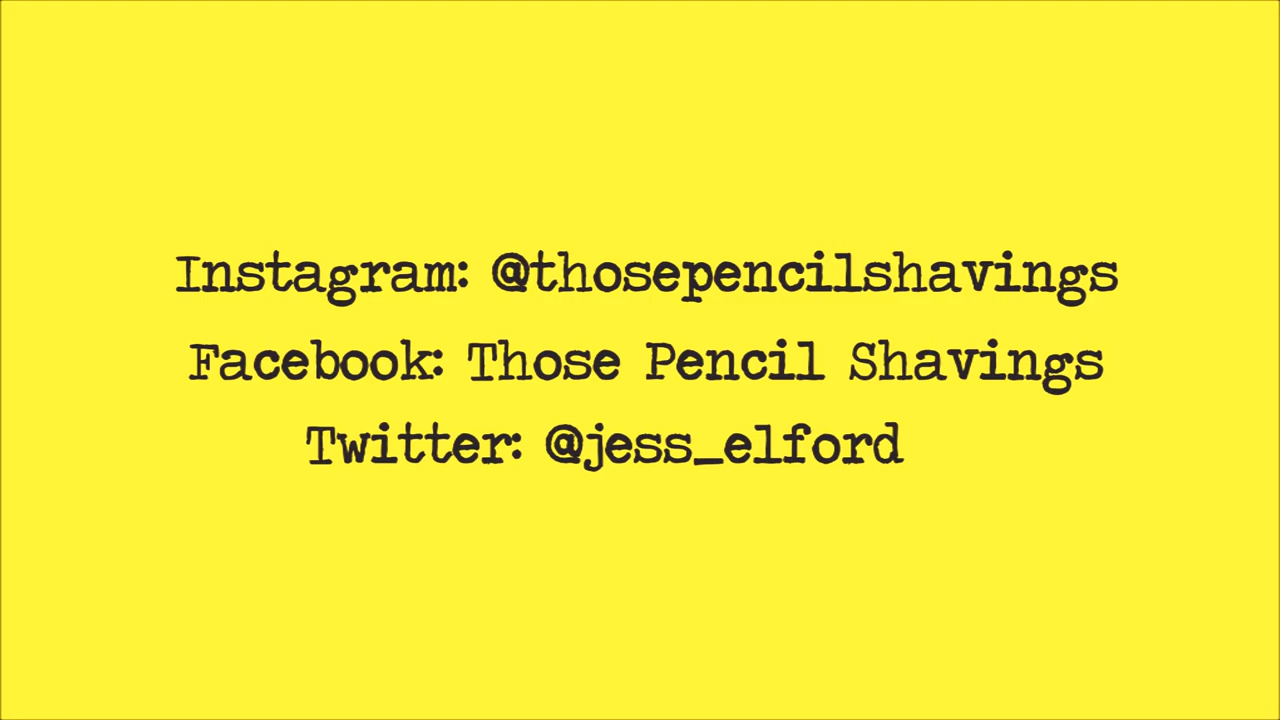 Instagram: @thosepencilshavings
Facebook: Those Pencil Shavings
Twitter: @jess_elford